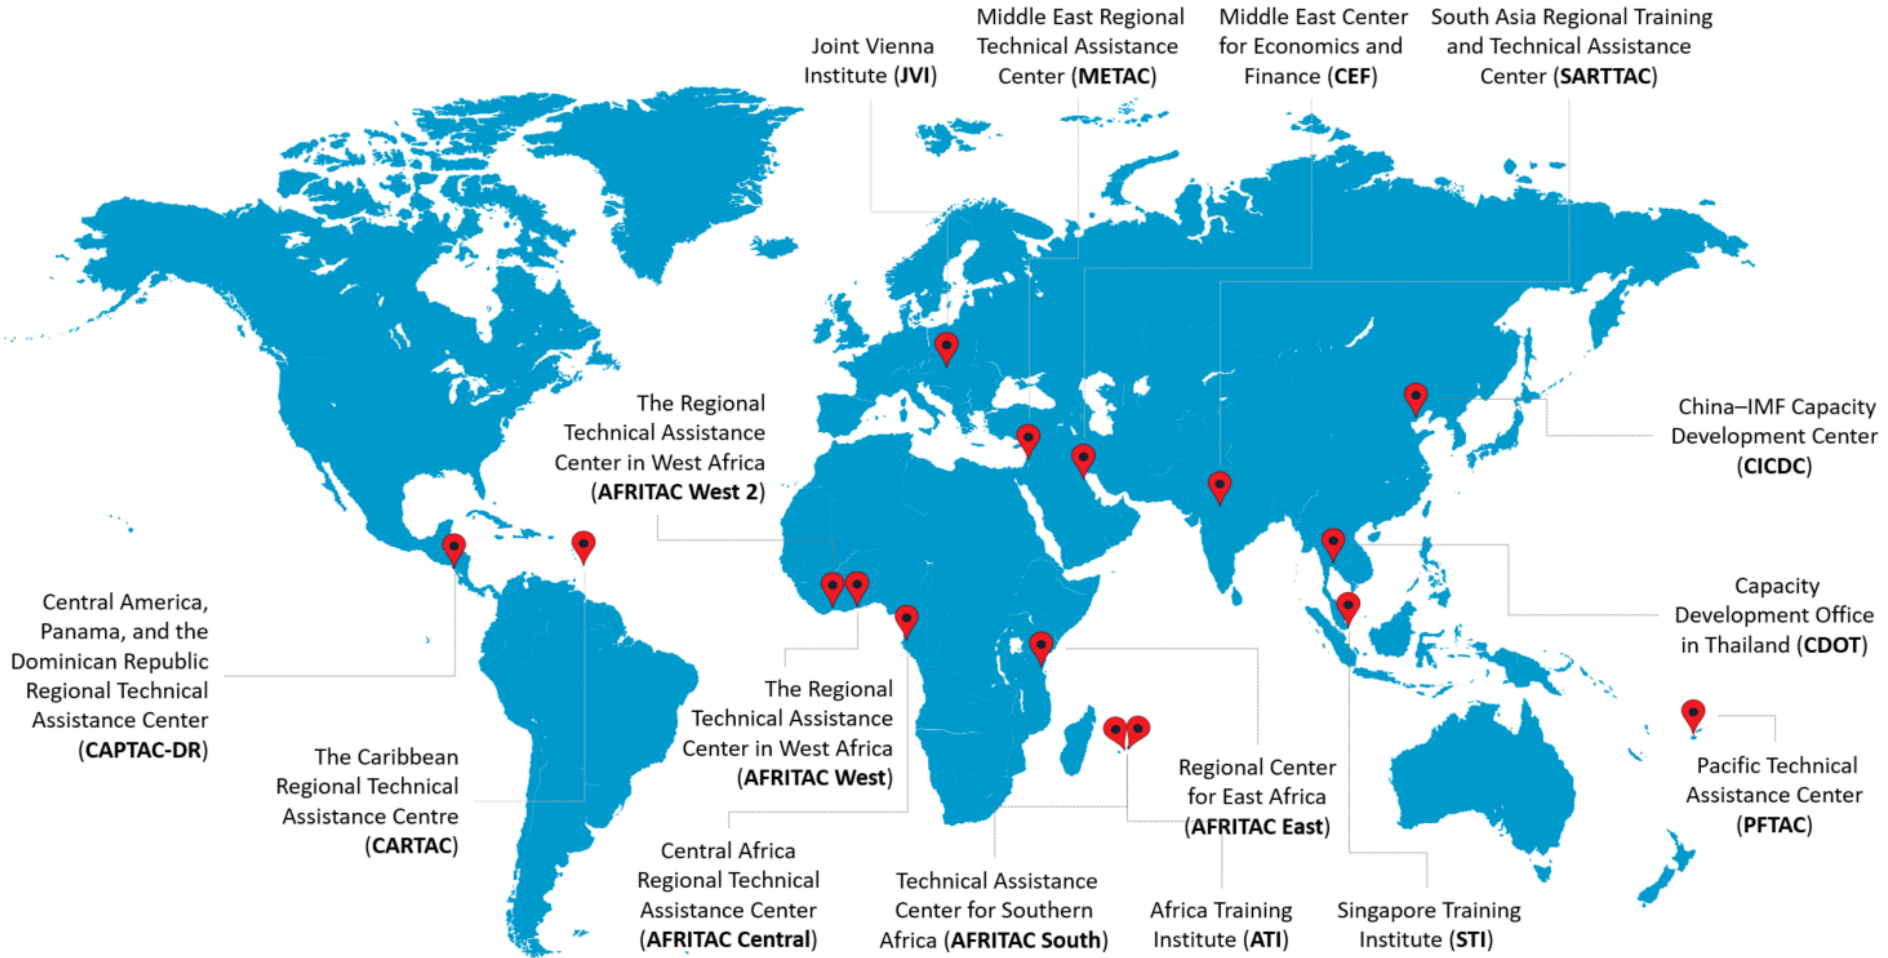 Joint Vienna
Institute (JVI)
Middle East Regional
Technical Assistance
Center (METAC)
Middle East Center
for Economics and
Finance (CEF)
South Asia Regional Training
and Technical Assistance
Center (SARTTAC)
The Regional
Technical Assistance
Center in West Africa
(AFRITAC West 2)
China–IMF Capacity
Development Center
(CICDC)
Central America,
Panama, and the
Dominican Republic
Regional Technical
Assistance Center
(CAPTAC-DR)
Capacity
Development Office
in Thailand (CDOT)
The Caribbean
Regional Technical
Assistance Centre
(CARTAC)
The Regional
Technical Assistance
Center in West Africa
(AFRITAC West)
Regional Center
for East Africa
(AFRITAC East)
Pacific Technical
Assistance Center
(PFTAC)
Central Africa
Regional Technical
Assistance Center
(AFRITAC Central)
Technical Assistance
Center for Southern
Africa (AFRITAC South)
Africa Training
Institute (ATI)
Singapore Training
Institute (STI)